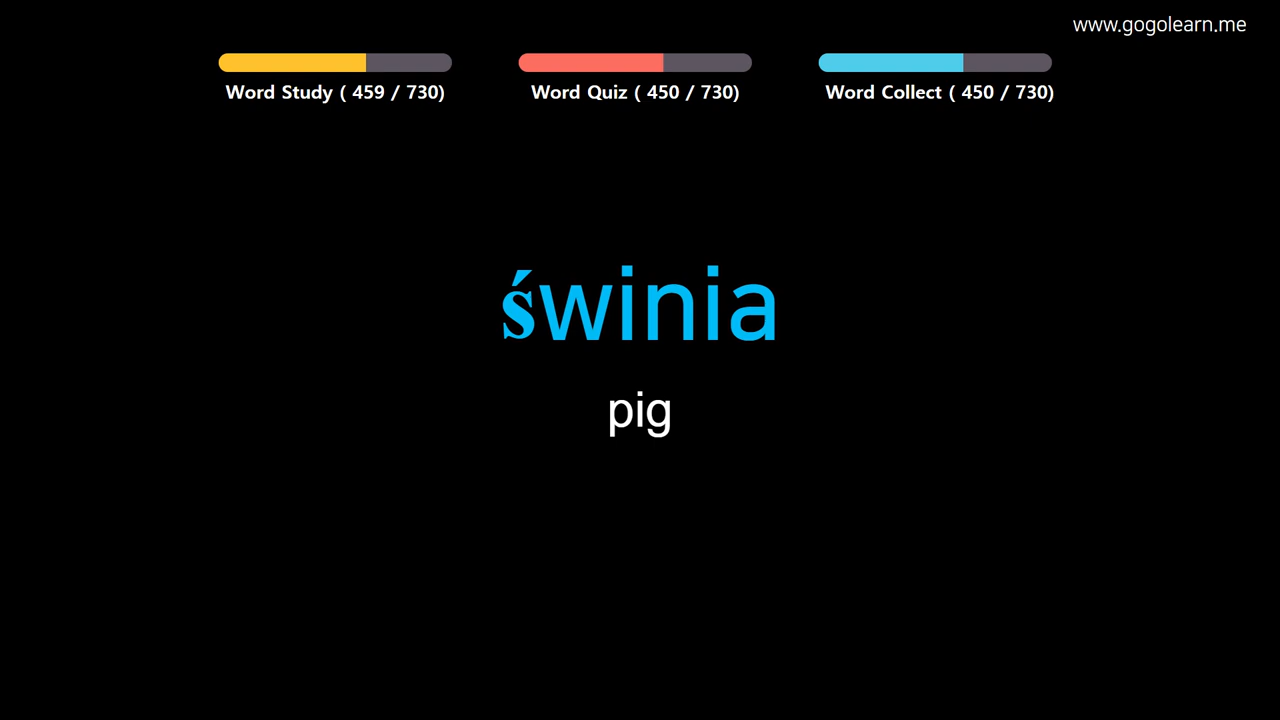 www.gogolearn.me
Word Study ( 459 / 730)
Word Quiz ( 450 / 730)
Word Collect ( 450 / 730)
świnia
pig